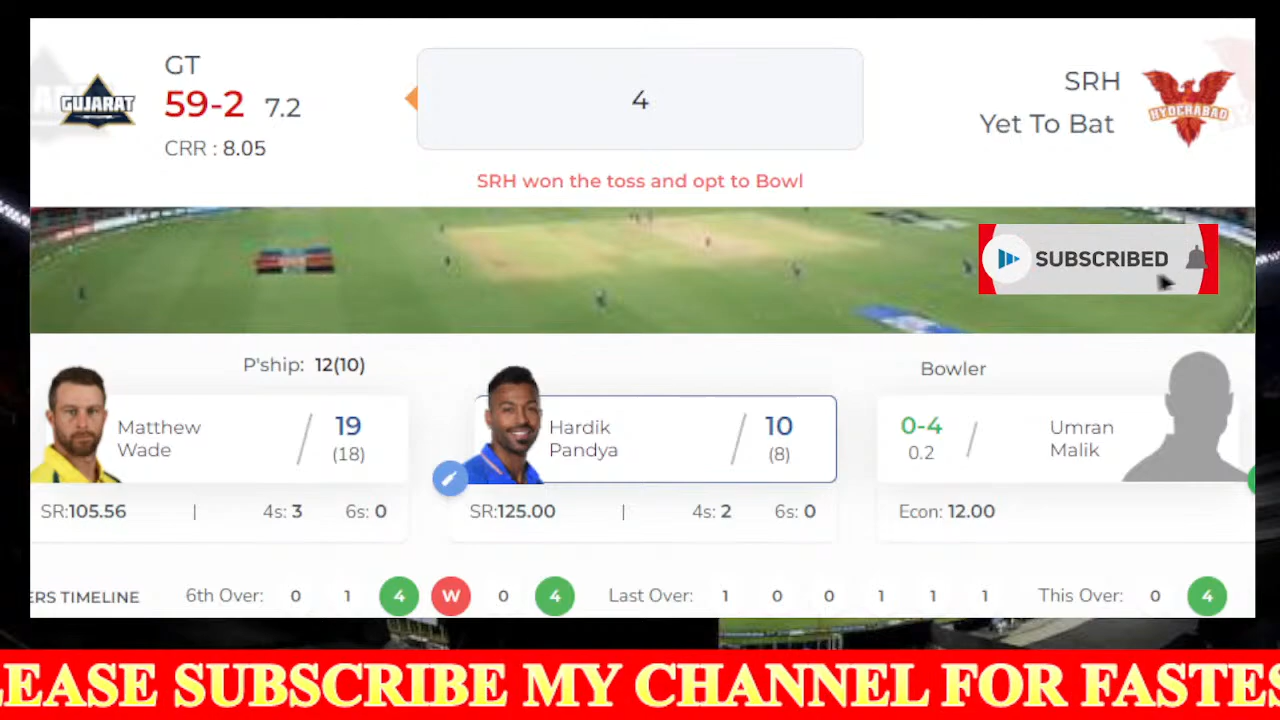 GT
59-2 7.2
CRR : 8.05
GUJARAT
4
SRH
Yet To Bat
HYDERABAD
SRH won the toss and opt to Bowl
SUBSCRIBED
P'ship: 12(10)
Matthew Wade
19
(18)
SR:105.56 | 4s: 3 6s: 0
Hardik Pandya
10
(8)
SR:125.00 | 4s: 2 6s: 0
Bowler
0-4
0.2
Umran Malik
Econ: 12.00
ERS TIMELINE 6th Over: 0 1 4 W 0 4 Last Over: 1 0 0 1 1 1 This Over: 0 4
LEASE SUBSCRIBE MY CHANNEL FOR FASTES